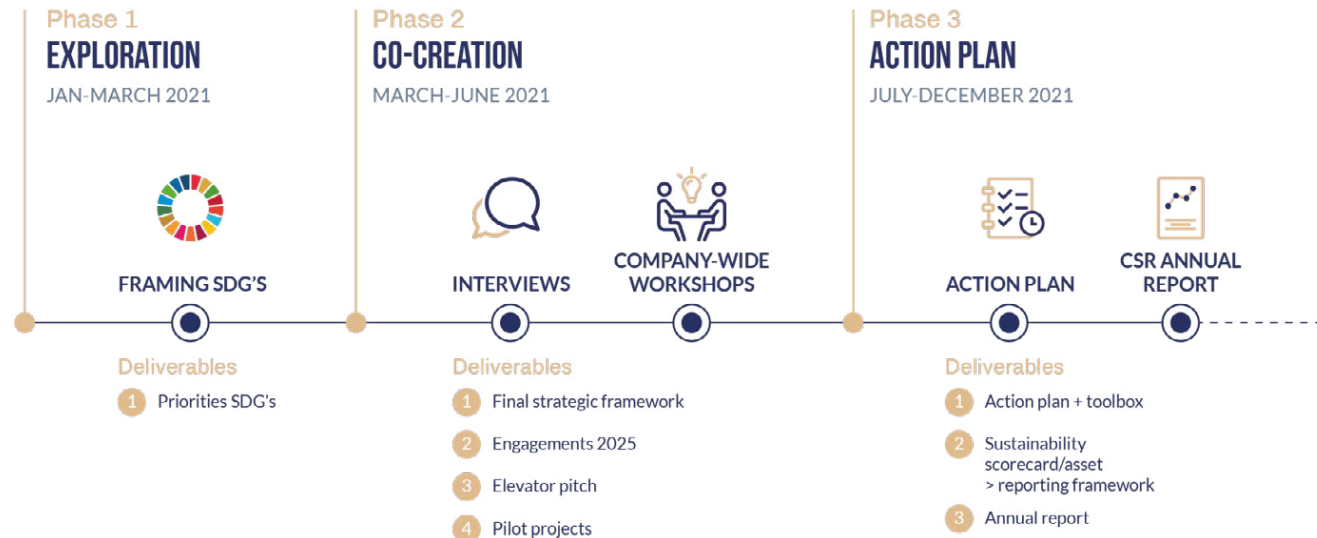 Phase 1
EXPLORATION
JAN-MARCH 2021
FRAMING SDG'S
Deliverables
1 Priorities SDG's
Phase 2
CO-CREATION
MARCH-JUNE 2021
INTERVIEWS
COMPANY-WIDE
WORKSHOPS
Deliverables
1 Final strategic framework
2 Engagements 2025
3 Elevator pitch
4 Pilot projects
Phase 3
ACTION PLAN
JULY-DECEMBER 2021
ACTION PLAN
CSR ANNUAL
REPORT
Deliverables
1 Action plan + toolbox
2 Sustainability
scorecard/asset
> reporting framework
3 Annual report